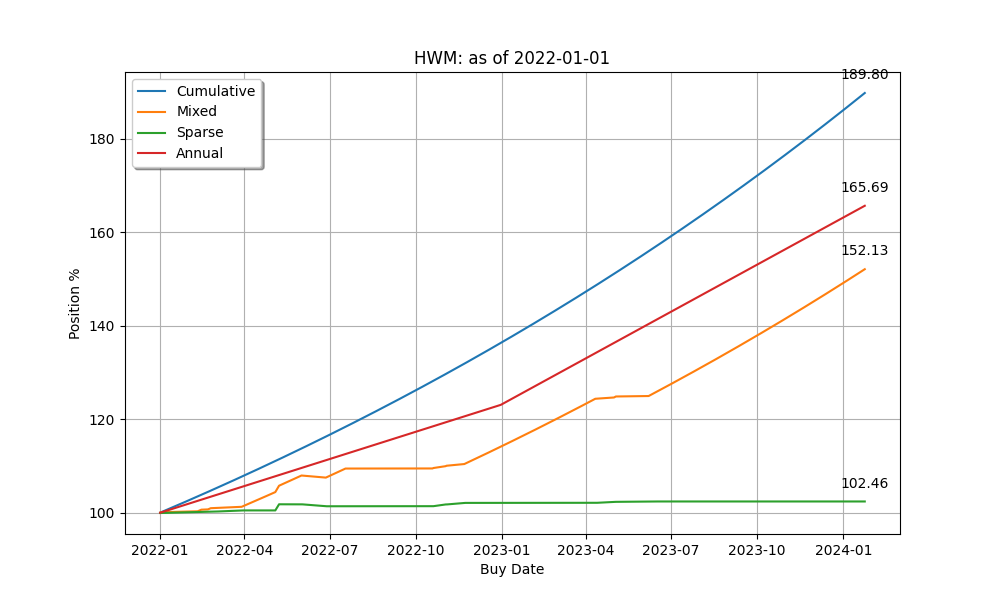 HWM: as of 2022-01-01
189.80
Cumulative
Mixed
Sparse
Annual
165.69
152.13
102.46
180
160
140
120
100
Position %
2022-01 2022-04 2022-07 2022-10 2023-01 2023-04 2023-07 2023-10 2024-01
Buy Date